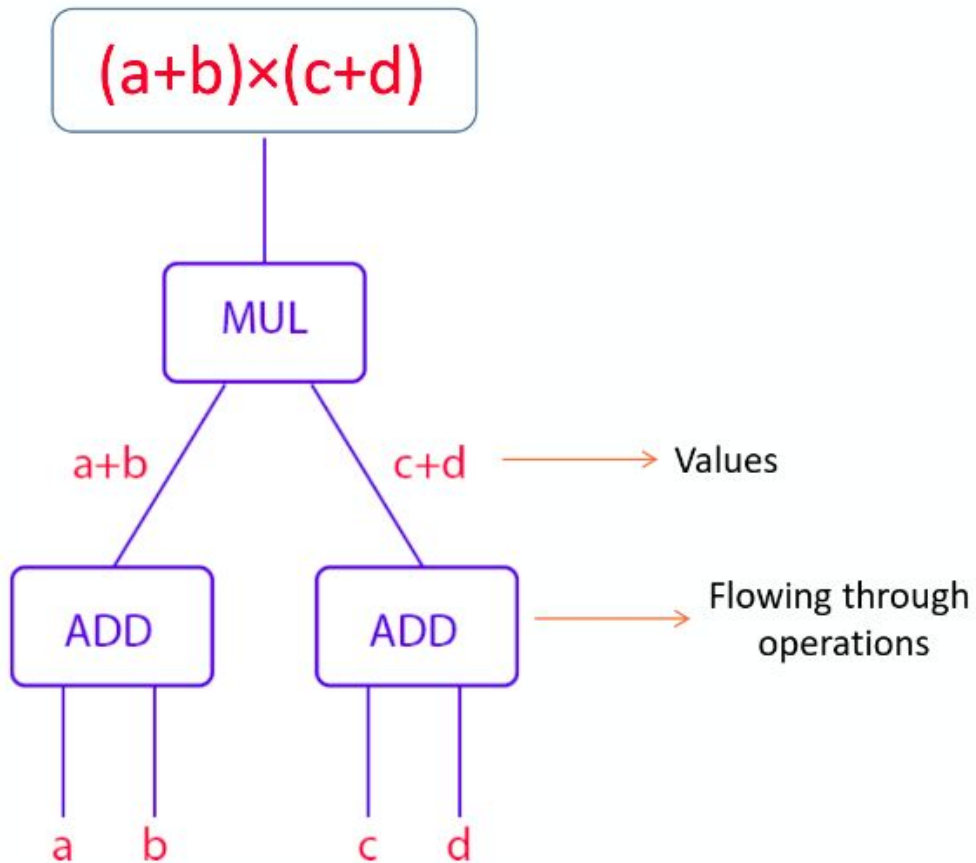 (a+b)×(c+d)
MUL
a+b
c+d
Values
ADD
ADD
Flowing through
operations
a
b
c
d